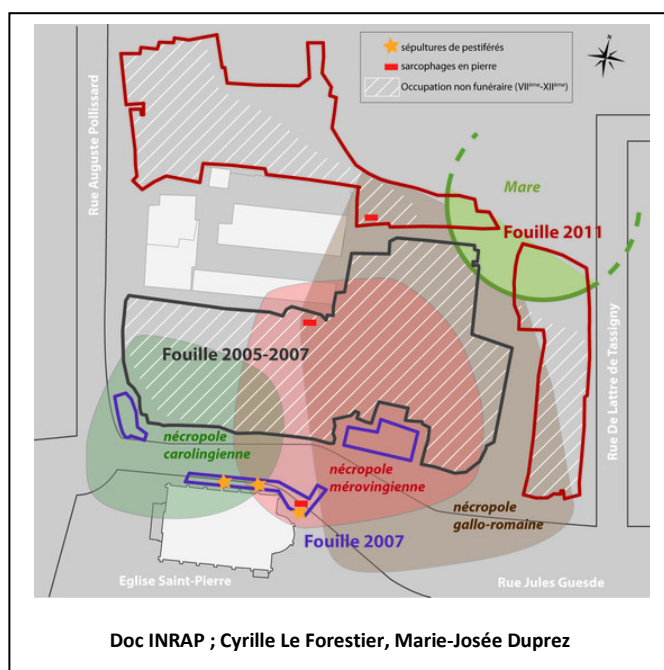 sépultures de pestiférés
sarcophages en pierre
Occupation non funéraire (VIIème-XIIème)
Rue Auguste Pollissard
Mare
Fouille 2011
Rue De Lattre de Tassigny
Fouille 2005-2007
nécropole
carolingienne
nécropole
mérovingienne
nécropole
gallo-romaine
Fouille 2007
Eglise Saint-Pierre
Rue Jules Guesde
Doc INRAP ; Cyrille Le Forestier, Marie-Josée Duprez